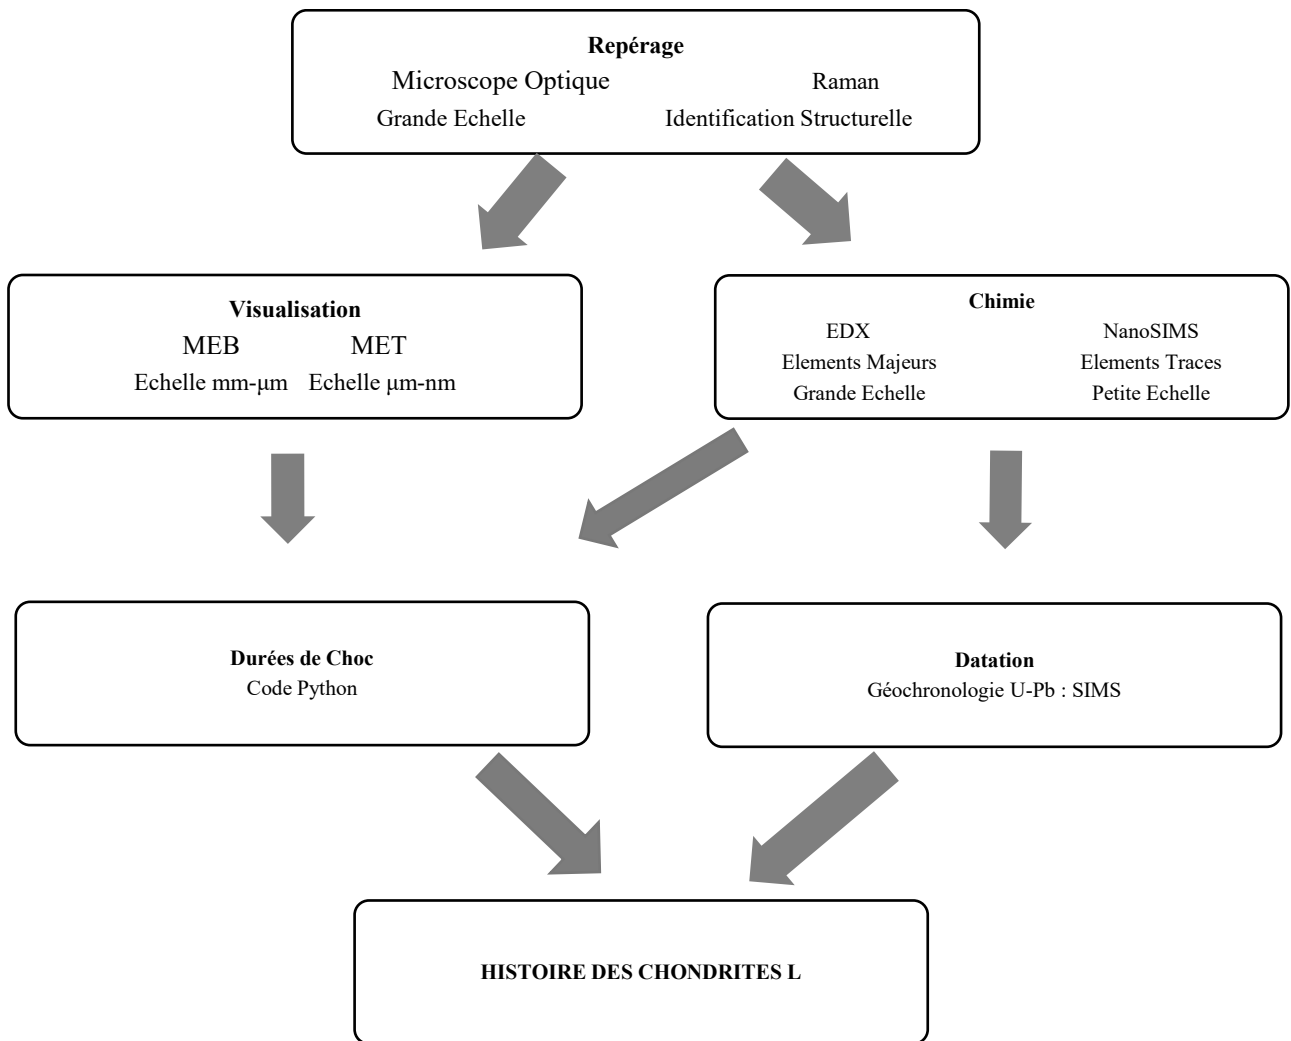 Repérage
Microscope Optique Raman
Grande Echelle Identification Structurelle
Visualisation
MEB MET
Echelle mm-μm Echelle μm-nm
Chimie
EDX NanoSIMS
Elements Majeurs Elements Traces
Grande Echelle Petite Echelle
Durées de Choc
Code Python
Datation
Géochronologie U-Pb : SIMS
HISTOIRE DES CHONDRITES L